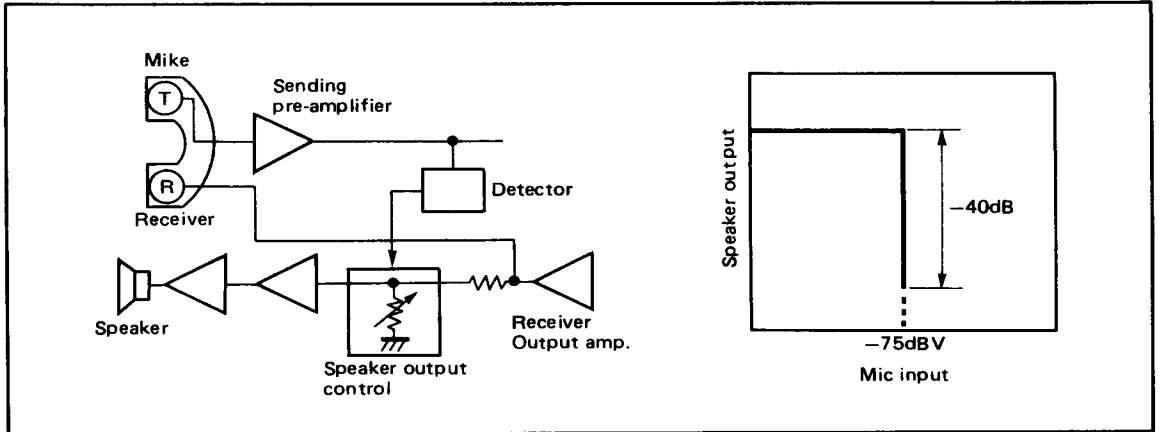 Mike
Sending
pre-amplifier
T
R
Receiver
Detector
Speaker
Speaker output
control
Receiver
Output amp.
Speaker output
−40dB
−75dBV
Mic input